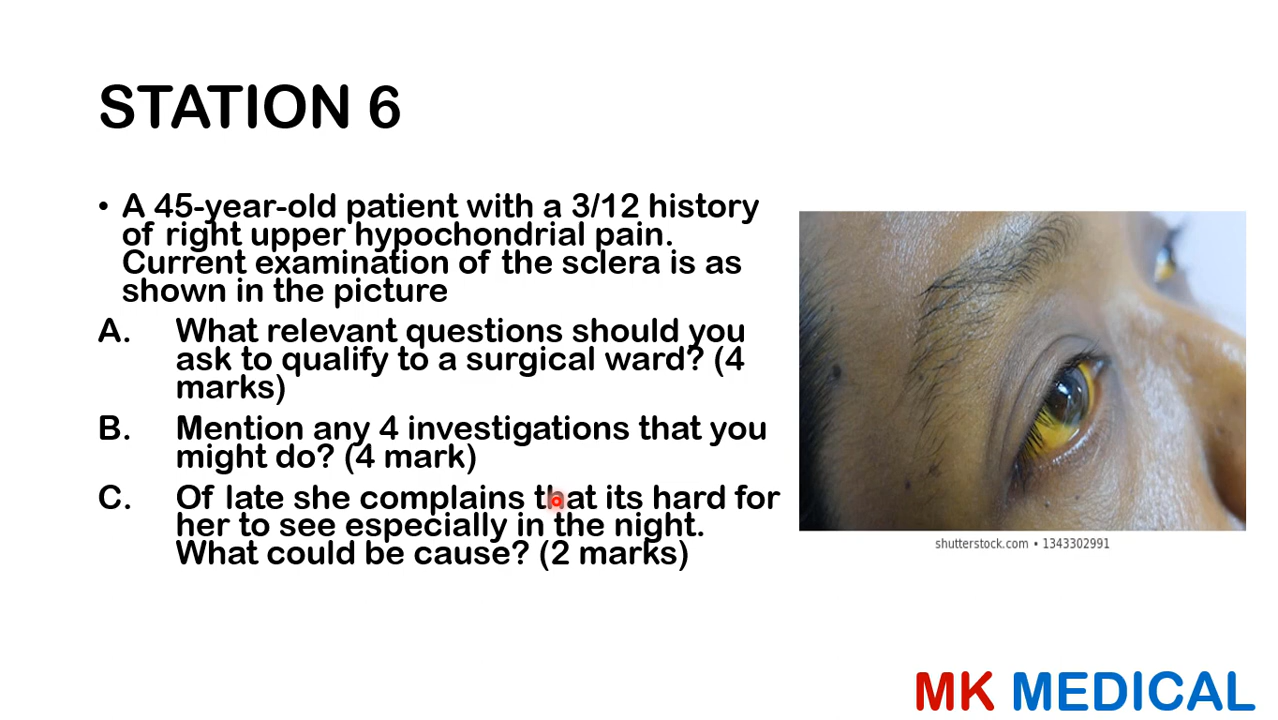 STATION 6
• A 45-year-old patient with a 3/12 history
of right upper hypochondrial pain.
Current examination of the sclera is as
shown in the picture
A. What relevant questions should you
ask to qualify to a surgical ward? (4
marks)
B. Mention any 4 investigations that you
might do? (4 mark)
C. Of late she complains that its hard for
her to see especially in the night.
What could be cause? (2 marks)
shutterstock.com • 1343302991
MK MEDICAL